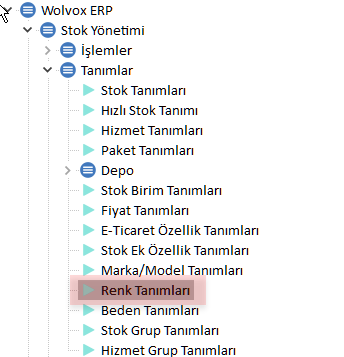 Wolvox ERP
Stok Yönetimi
İşlemler
Tanımlar
Stok Tanımları
Hızlı Stok Tanımı
Hizmet Tanımları
Paket Tanımları
Depo
Stok Birim Tanımları
Fiyat Tanımları
E-Ticaret Özellik Tanımları
Stok Ek Özellik Tanımları
Marka/Model Tanımları
Renk Tanımları
Beden Tanımları
Stok Grup Tanımları
Hizmet Grup Tanımları